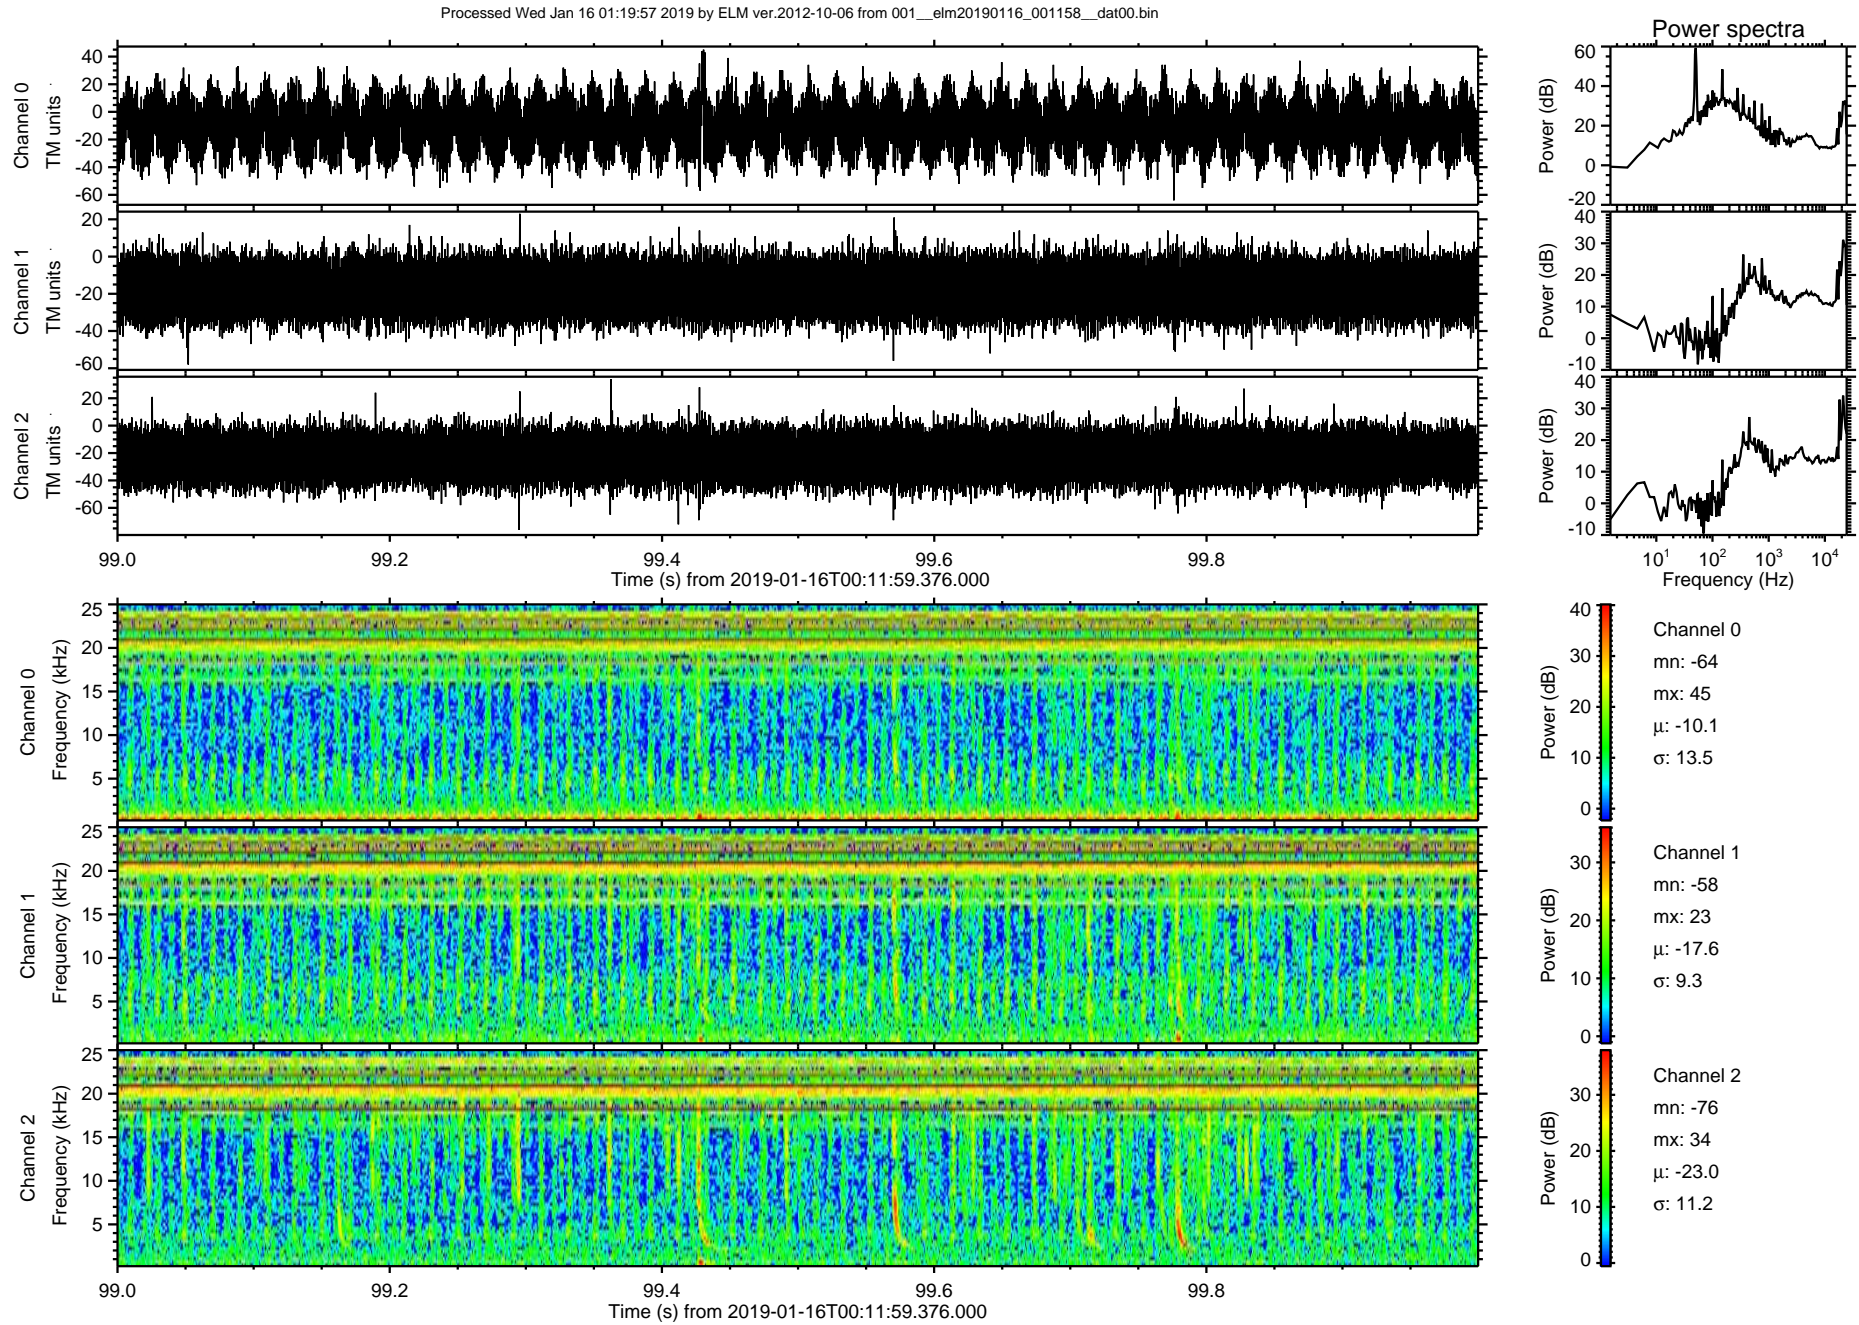 Processed Wed Jan 16 01:19:57 2019 by ELM ver.2012-10-06 from 001__elm20190116_001158__dat00.bin
Power spectra
Channel 0
TM units
40
20
0
-20
-40
-60
Power (dB)
60
40
20
0
-20
Channel 1
TM units
20
0
-20
-40
-60
Power (dB)
40
30
20
10
0
-10
Channel 2
TM units
20
0
-20
-40
-60
Power (dB)
40
30
20
10
0
-10
99.0 99.2 99.4 99.6 99.8
Time (s) from 2019-01-16T00:11:59.376.000
10¹ 10² 10³ 10⁴
Frequency (Hz)
Channel 0
Frequency (kHz)
25
20
15
10
5
Power (dB)
40
30
20
10
0
Channel 0
mn: -64
mx: 45
μ: -10.1
σ: 13.5
Channel 1
Frequency (kHz)
25
20
15
10
5
Power (dB)
30
20
10
0
Channel 1
mn: -58
mx: 23
μ: -17.6
σ: 9.3
Channel 2
Frequency (kHz)
25
20
15
10
5
Power (dB)
30
20
10
0
Channel 2
mn: -76
mx: 34
μ: -23.0
σ: 11.2
99.0 99.2 99.4 99.6 99.8
Time (s) from 2019-01-16T00:11:59.376.000